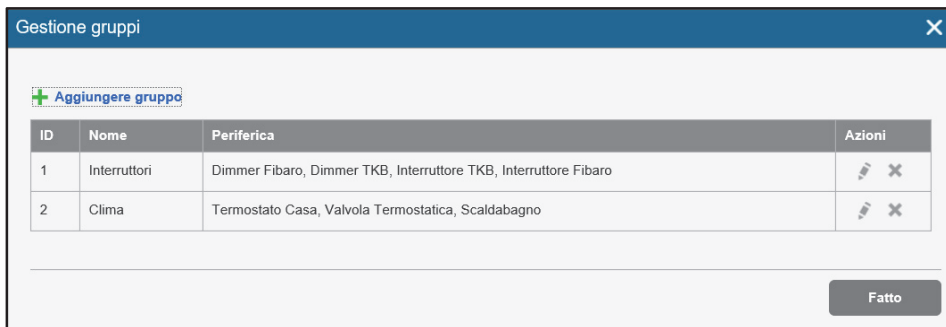 Gestione gruppi
Aggiungere gruppo
ID Nome Periferica Azioni
1 Interruttori Dimmer Fibaro, Dimmer TKB, Interruttore TKB, Interruttore Fibaro
2 Clima Termostato Casa, Valvola Termostatica, Scaldabagno
Fatto